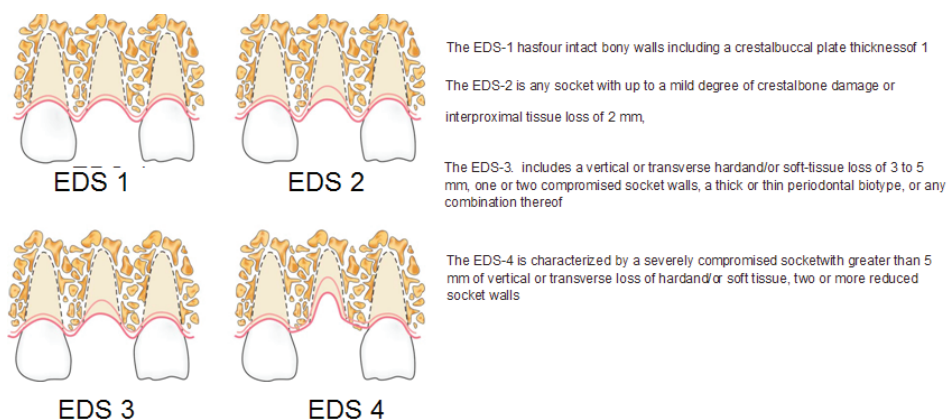 The EDS-1 hasfour intact bony walls including a crestalbuccal plate thicknessof 1
The EDS-2 is any socket with up to a mild degree of crestalbone damage or
interproximal tissue loss of 2 mm,
EDS 1
EDS 2
The EDS-3.  includes a vertical or transverse hardand/or soft-tissue loss of 3 to 5
mm, one or two compromised socket walls, a thick or thin periodontal biotype, or any
combination thereof
The EDS-4 is characterized by a severely compromised socketwith greater than 5
mm of vertical or transverse loss of hardand/or soft tissue, two or more reduced
socket walls
EDS 3
EDS 4